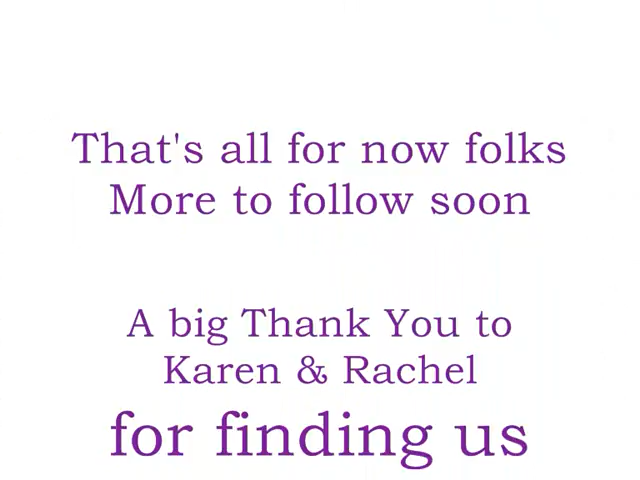 That's all for now folks
More to follow soon
A big Thank You to
Karen & Rachel
for finding us